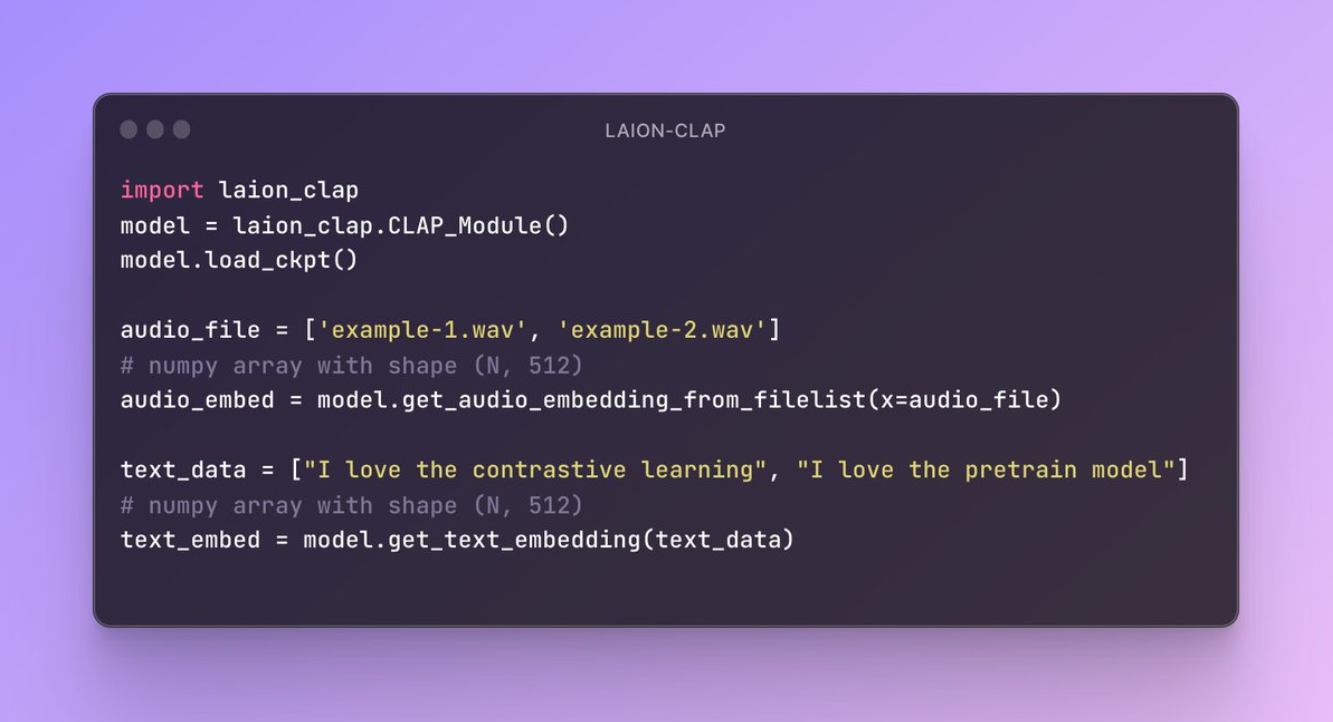 LAION-CLAP
import laion_clap
model = laion_clap.CLAP_Module()
model.load_ckpt()
audio_file = ['example-1.wav', 'example-2.wav']
# numpy array with shape (N, 512)
audio_embed = model.get_audio_embedding_from_filelist(x=audio_file)
text_data = ["I love the contrastive learning", "I love the pretrain model"]
# numpy array with shape (N, 512)
text_embed = model.get_text_embedding(text_data)